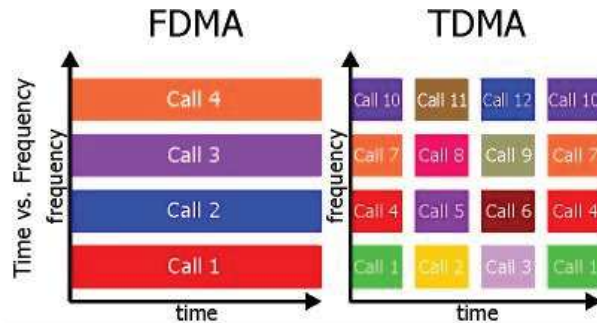 FDMA
TDMA
Time vs. Frequency
frequency
Call 4
Call 3
Call 2
Call 1
time
frequency
Call 10 Call 11 Call 12 Call 10
Call 7 Call 8 Call 9 Call 7
Call 4 Call 5 Call 6 Call 4
Call 1 Call 2 Call 3 Call 1
time